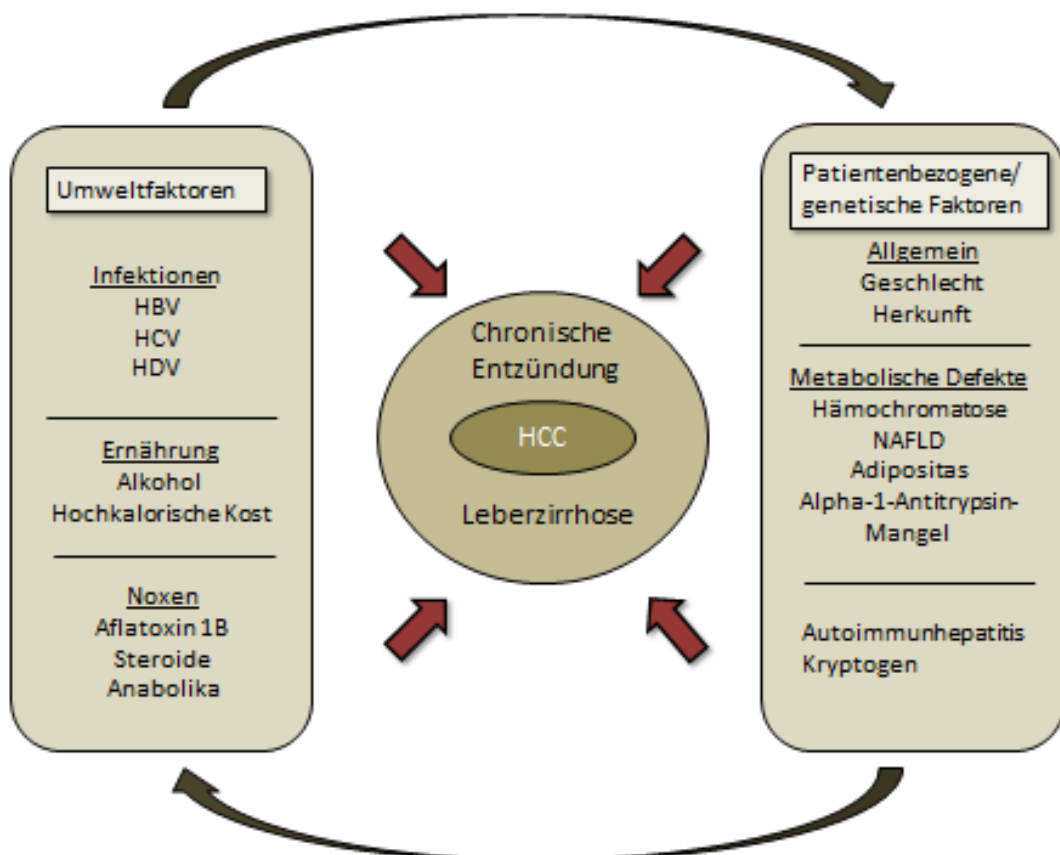 Umweltfaktoren
Infektionen
HBV
HCV
HDV
Ernährung
Alkohol
Hochkalorische Kost
Noxen
Aflatoxin 1B
Steroide
Anabolika
Chronische
Entzündung
HCC
Leberzirrhose
Patientenbezogene/
genetische Faktoren
Allgemein
Geschlecht
Herkunft
Metabolische Defekte
Hämochromatose
NAFLD
Adipositas
Alpha-1-Antitrypsin-
Mangel
Autoimmunhepatitis
Kryptogen